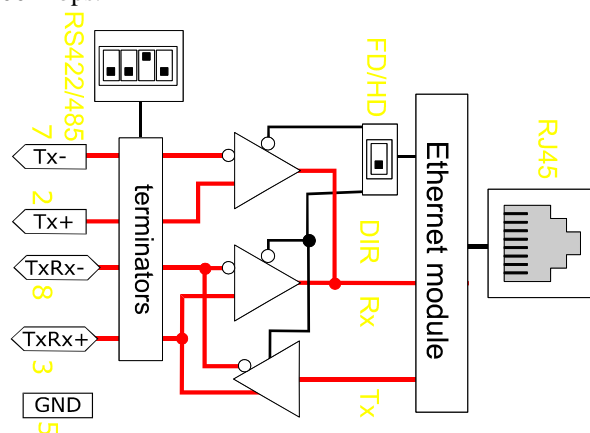 RS422/485
FD/HD
RJ45
7
Tx-
2
Tx+
TxRx-
8
TxRx+
3
GND
5
terminators
DIR
Rx
Tx
Ethernet module